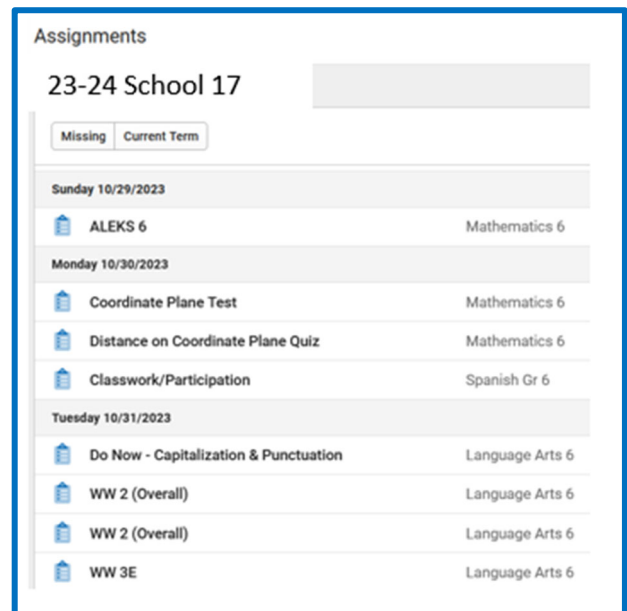 Assignments
23-24 School 17
Missing Current Term
Sunday 10/29/2023
ALEKS 6 Mathematics 6
Monday 10/30/2023
Coordinate Plane Test Mathematics 6
Distance on Coordinate Plane Quiz Mathematics 6
Classwork/Participation Spanish Gr 6
Tuesday 10/31/2023
Do Now - Capitalization & Punctuation Language Arts 6
WW 2 (Overall) Language Arts 6
WW 2 (Overall) Language Arts 6
WW 3E Language Arts 6